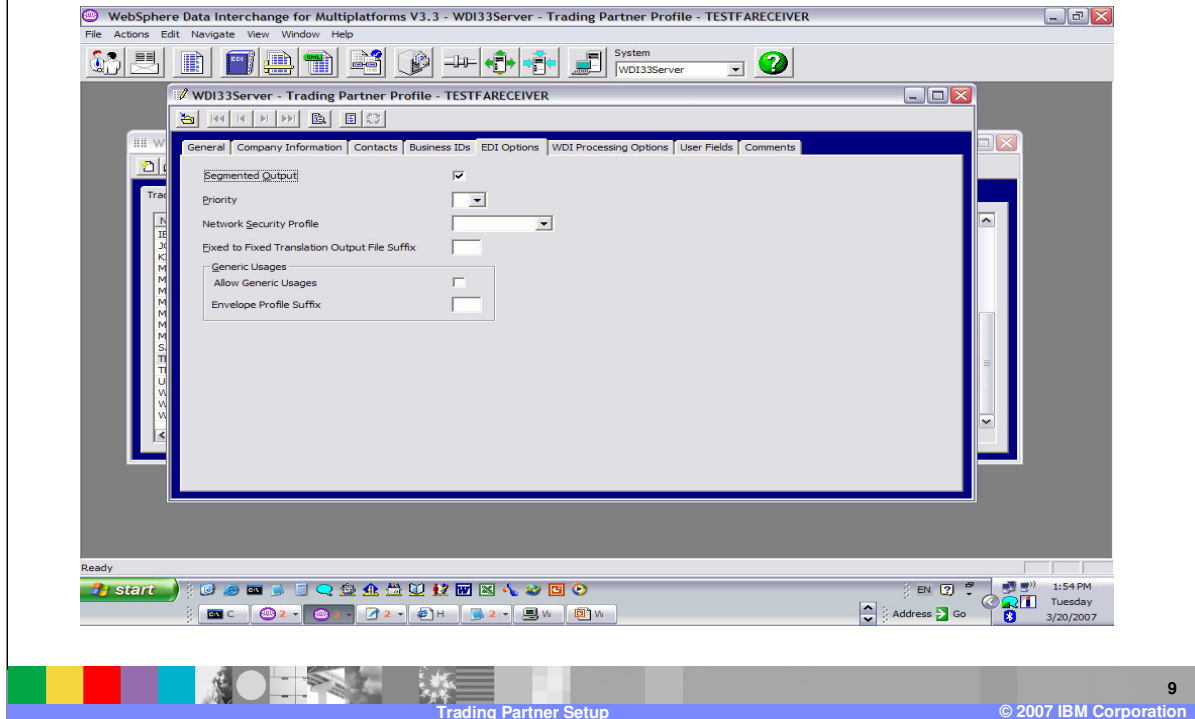 WebSphere Data Interchange for Multiplatforms V3.3 - WDI33Server - Trading Partner Profile - TESTFARECEIVER
File Actions Edit Navigate View Window Help
System
WDI33Server
WDI33Server - Trading Partner Profile - TESTFARECEIVER
General Company Information Contacts Business IDs EDI Options WDI Processing Options User Fields Comments
Segmented Output
Priority
Network Security Profile
Fixed to Fixed Translation Output File Suffix
Generic Usages
Allow Generic Usages
Envelope Profile Suffix
Ready
start
EN
1:54 PM
C 2 2 2 H 2 W W
Address Go
Tuesday
3/20/2007
9
Trading Partner Setup
© 2007 IBM Corporation